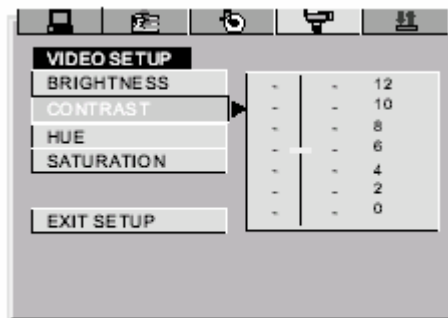 VIDEO SETUP
BRIGHTNESS
CONTRAST
HUE
SATURATION
EXIT SETUP
12
10
8
6
4
2
0